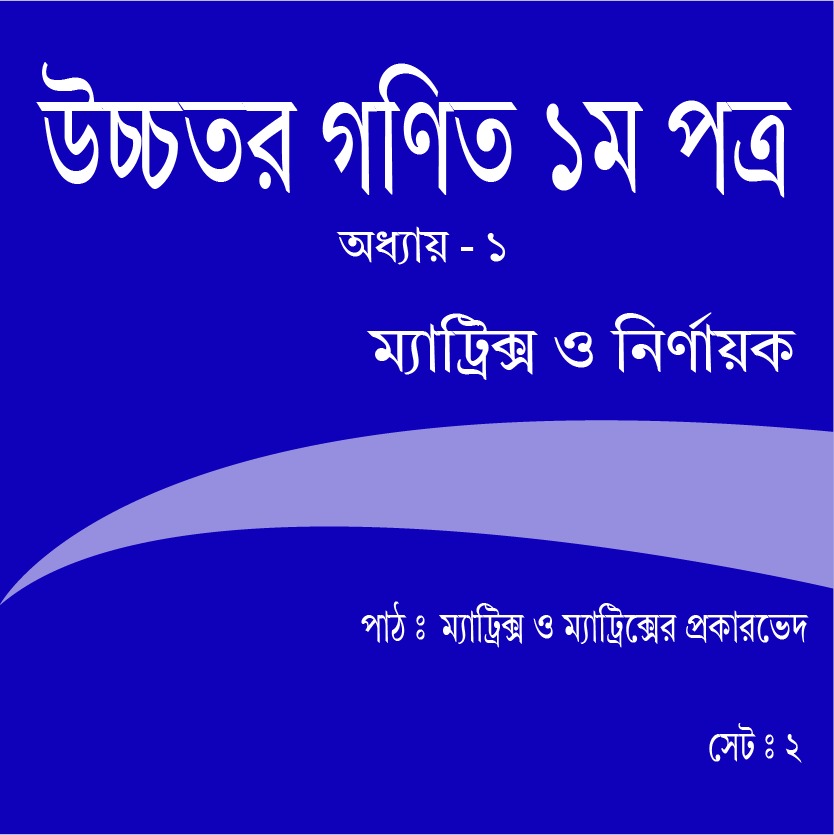 উচ্চতর গণিত ১ম পত্র
অধ্যায় - ১
ম্যাট্রিক্স ও নির্ণায়ক
পাঠ ঃ ম্যাট্রিক্স ও ম্যাট্রিক্সের প্রকারভেদ
সেট ঃ ২